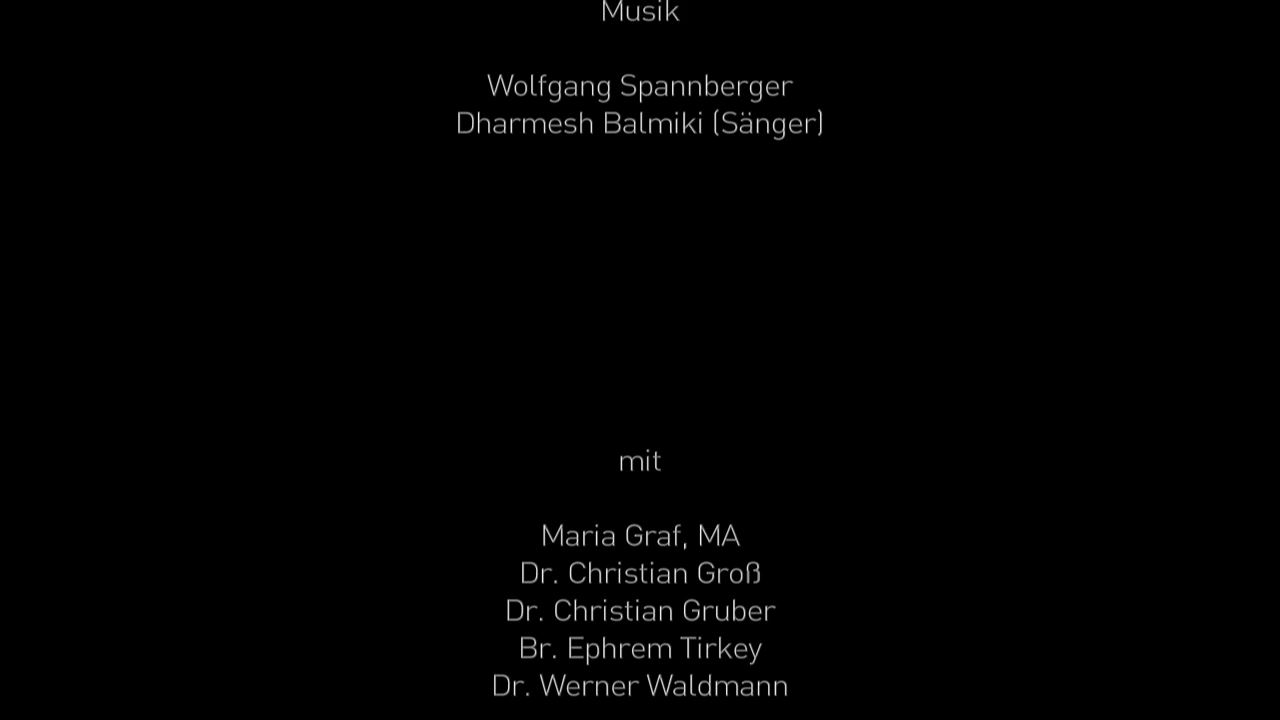 Musik
Wolfgang Spannberger
Dharmesh Balmiki (Sänger)
mit
Maria Graf, MA
Dr. Christian Groß
Dr. Christian Gruber
Br. Ephrem Tirkey
Dr. Werner Waldmann